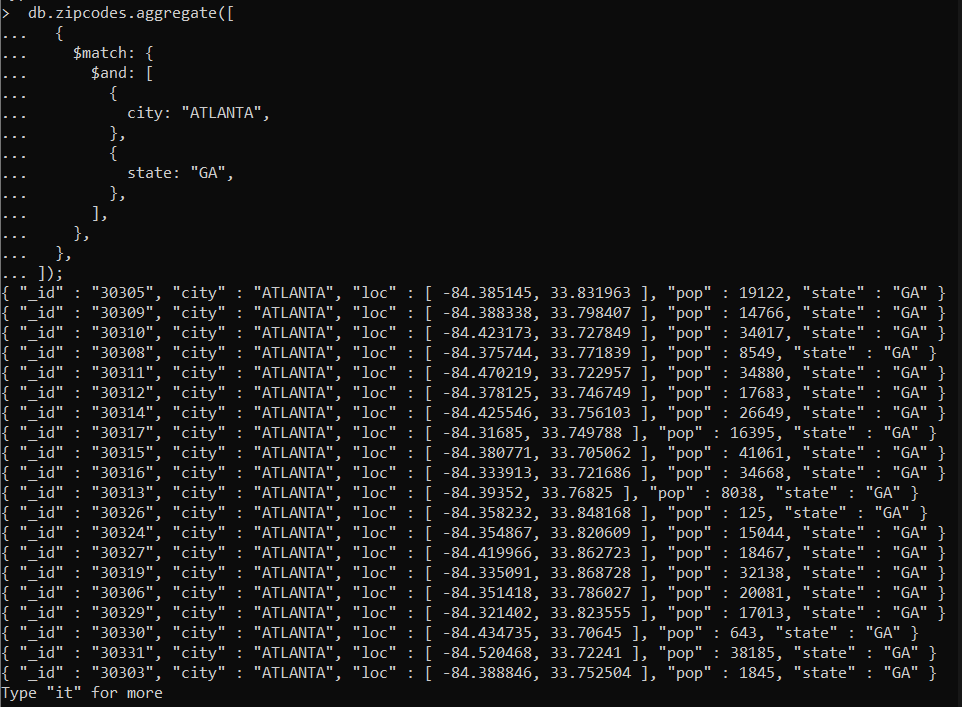 >  db.zipcodes.aggregate([
...   {
...     $match: {
...       $and: [
...         {
...           city: "ATLANTA",
...         },
...         {
...           state: "GA",
...         },
...       ],
...     },
...   },
... ]);
{ "_id" : "30305", "city" : "ATLANTA", "loc" : [ -84.385145, 33.831963 ], "pop" : 19122, "state" : "GA" }
{ "_id" : "30309", "city" : "ATLANTA", "loc" : [ -84.388338, 33.798407 ], "pop" : 14766, "state" : "GA" }
{ "_id" : "30310", "city" : "ATLANTA", "loc" : [ -84.423173, 33.727849 ], "pop" : 34017, "state" : "GA" }
{ "_id" : "30308", "city" : "ATLANTA", "loc" : [ -84.375744, 33.771839 ], "pop" : 8549, "state" : "GA" }
{ "_id" : "30311", "city" : "ATLANTA", "loc" : [ -84.470219, 33.722957 ], "pop" : 34880, "state" : "GA" }
{ "_id" : "30312", "city" : "ATLANTA", "loc" : [ -84.378125, 33.746749 ], "pop" : 17683, "state" : "GA" }
{ "_id" : "30314", "city" : "ATLANTA", "loc" : [ -84.425546, 33.756103 ], "pop" : 26649, "state" : "GA" }
{ "_id" : "30317", "city" : "ATLANTA", "loc" : [ -84.31685, 33.749788 ], "pop" : 16395, "state" : "GA" }
{ "_id" : "30315", "city" : "ATLANTA", "loc" : [ -84.380771, 33.705062 ], "pop" : 41061, "state" : "GA" }
{ "_id" : "30316", "city" : "ATLANTA", "loc" : [ -84.333913, 33.721686 ], "pop" : 34668, "state" : "GA" }
{ "_id" : "30313", "city" : "ATLANTA", "loc" : [ -84.39352, 33.76825 ], "pop" : 8038, "state" : "GA" }
{ "_id" : "30326", "city" : "ATLANTA", "loc" : [ -84.358232, 33.848168 ], "pop" : 125, "state" : "GA" }
{ "_id" : "30324", "city" : "ATLANTA", "loc" : [ -84.354867, 33.820609 ], "pop" : 15044, "state" : "GA" }
{ "_id" : "30327", "city" : "ATLANTA", "loc" : [ -84.419966, 33.862723 ], "pop" : 18467, "state" : "GA" }
{ "_id" : "30319", "city" : "ATLANTA", "loc" : [ -84.335091, 33.868728 ], "pop" : 32138, "state" : "GA" }
{ "_id" : "30306", "city" : "ATLANTA", "loc" : [ -84.351418, 33.786027 ], "pop" : 20081, "state" : "GA" }
{ "_id" : "30329", "city" : "ATLANTA", "loc" : [ -84.321402, 33.823555 ], "pop" : 17013, "state" : "GA" }
{ "_id" : "30330", "city" : "ATLANTA", "loc" : [ -84.434735, 33.70645 ], "pop" : 643, "state" : "GA" }
{ "_id" : "30331", "city" : "ATLANTA", "loc" : [ -84.520468, 33.72241 ], "pop" : 38185, "state" : "GA" }
{ "_id" : "30303", "city" : "ATLANTA", "loc" : [ -84.388846, 33.752504 ], "pop" : 1845, "state" : "GA" }
Type "it" for more